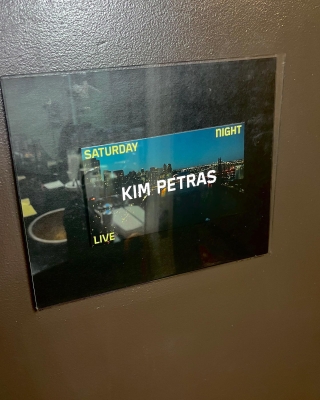 SATURDAY NIGHT
KIM PETRAS
LIVE